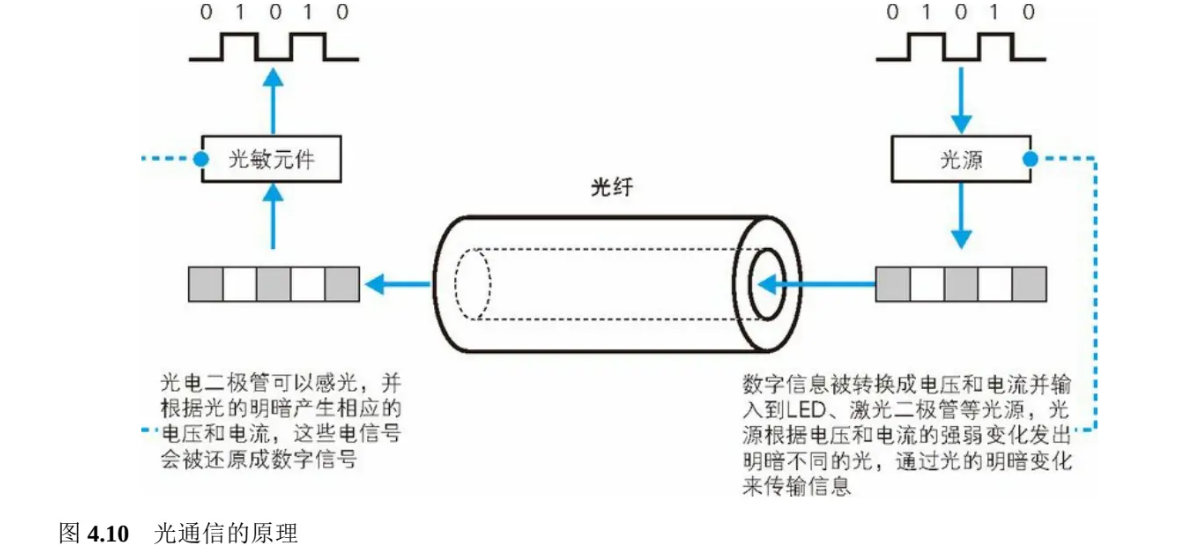 0 1 0 1 0
0 1 0 1 0
光敏元件
光源
光纤
光电二极管可以感光，并
根据光的明暗产生相应的
电压和电流，这些电信号
会被还原成数字信号
数字信息被转换成电压和电流并输
入到LED、激光二极管等光源，光
源根据电压和电流的强弱变化发出
明暗不同的光，通过光的明暗变化
来传输信息
图 4.10 光通信的原理